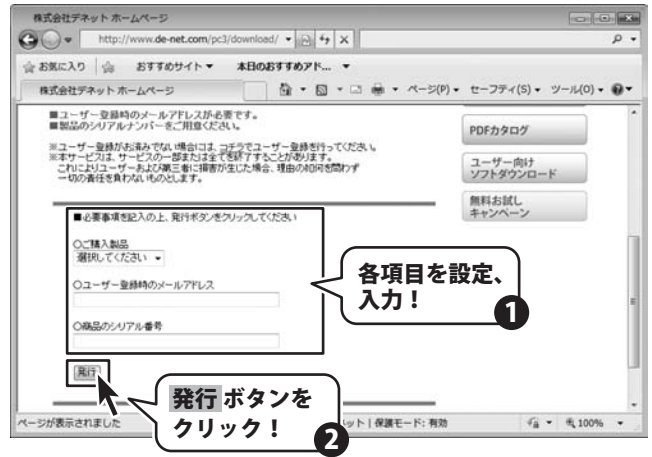 株式会社デネット ホームページ
http://www.de-net.com/pc3/download/
お気に入り おすすめサイト▼ 本日のおすすめアド... ▼
株式会社デネット ホームページ
ページ(P)▼ セーフティ(S)▼ ツール(O)▼
■ユーザー登録時のメールアドレスが必要です。
■製品のシリアルナンバーをご用意ください。
※ユーザー登録がお済みでない場合には、コチラでユーザー登録を行ってください。
※本サービスは、サービスの一部または全てを終了することがあります。
これによりユーザーおよび第三者に損害が生じた場合、理由の如何を問わず
一切の責任を負わないものとします。
PDFカタログ
ユーザー向け
ソフトダウンロード
無料お試し
キャンペーン
■必要事項を記入の上、発行ボタンをクリックしてください
○ご購入製品
選択してください ▼
○ユーザー登録時のメールアドレス
○商品のシリアル番号
各項目を設定、
入力！
1
発行
発行 ボタンを
クリック！
2
ページが表示されました
ット | 保護モード: 有効
100% ▼